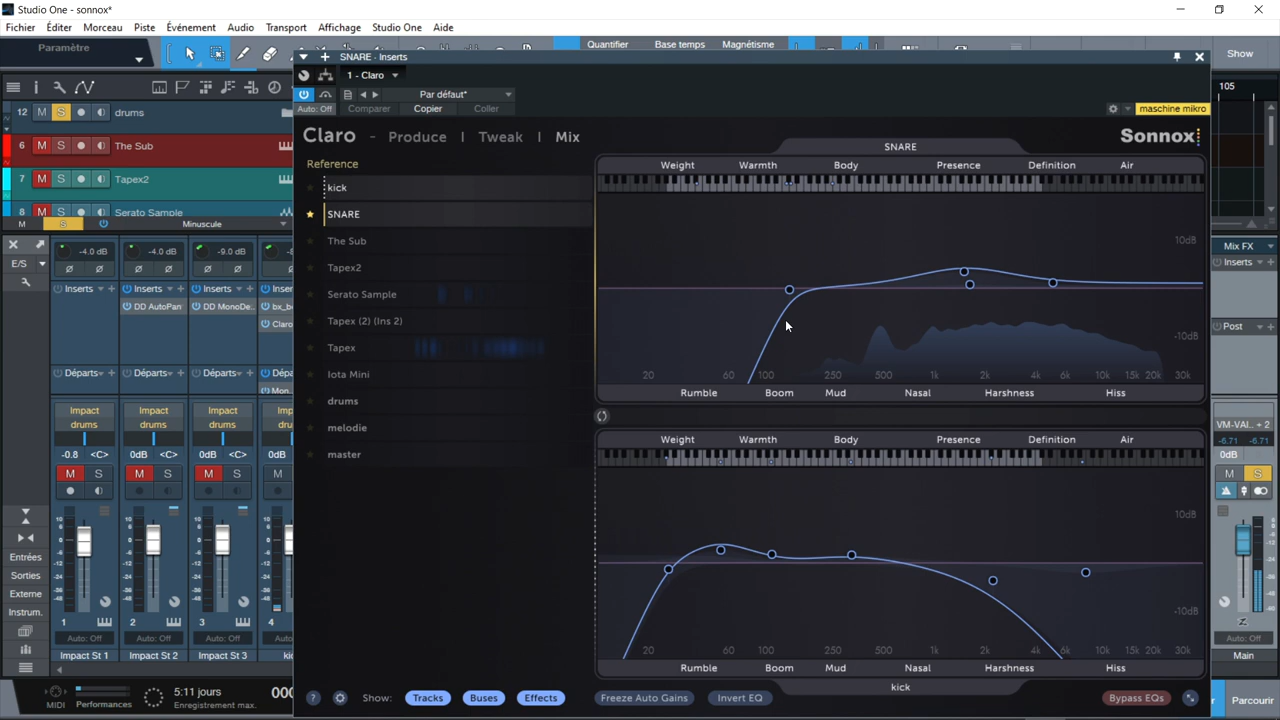 Studio One - sonnox*
Fichier Éditer Morceau Piste Événement Audio Transport Affichage Studio One Aide
Paramètre
Quantifier Base temps Magnétisme
Show
SNARE - Inserts
1 - Claro
Par défaut*
Auto: Off Comparer Copier Coller
maschine mikro
105
12 M S drums
6 M S The Sub
7 M S Tapex2
8 M S Serato Sample
M S Minuscule
Claro - Produce | Tweak | Mix
Sonnox
Reference
kick
SNARE
The Sub
Tapex2
Serato Sample
Tapex (2) (Ins 2)
Tapex
Iota Mini
drums
melodie
master
SNARE
Weight Warmth Body Presence Definition Air
10dB
-10dB
20 60 100 250 500 1k 2k 4k 6k 10k 15k 20k 30k
Rumble Boom Mud Nasal Harshness Hiss
Weight Warmth Body Presence Definition Air
10dB
-10dB
20 60 100 250 500 1k 2k 4k 6k 10k 15k 20k 30k
Rumble Boom Mud Nasal Harshness Hiss
kick
? Show: Tracks Buses Effects Freeze Auto Gains Invert EQ Bypass EQs
E/S
-4.0 dB -4.0 dB -9.0 dB
Inserts Inserts Inserts
DD AutoPan DD MonoDe..
Claro
Départs Départs Départs
Impact Impact Impact
drums drums drums
-0.8 <C> 0dB <C> 0dB <C> 0dB
M S M S M S M
Entrées
Sorties
Externe
Instrum.
1 2 3 4
Auto: Off Auto: Off Auto: Off
Impact St 1 Impact St 2 Impact St 3
MIDI Performances
5:11 jours
Enregistrement max.
Mix FX
Inserts
Post
VM-VAI.. + 2
-6.71 -6.71
0dB
M S
Auto: Off
Main
Parcourir